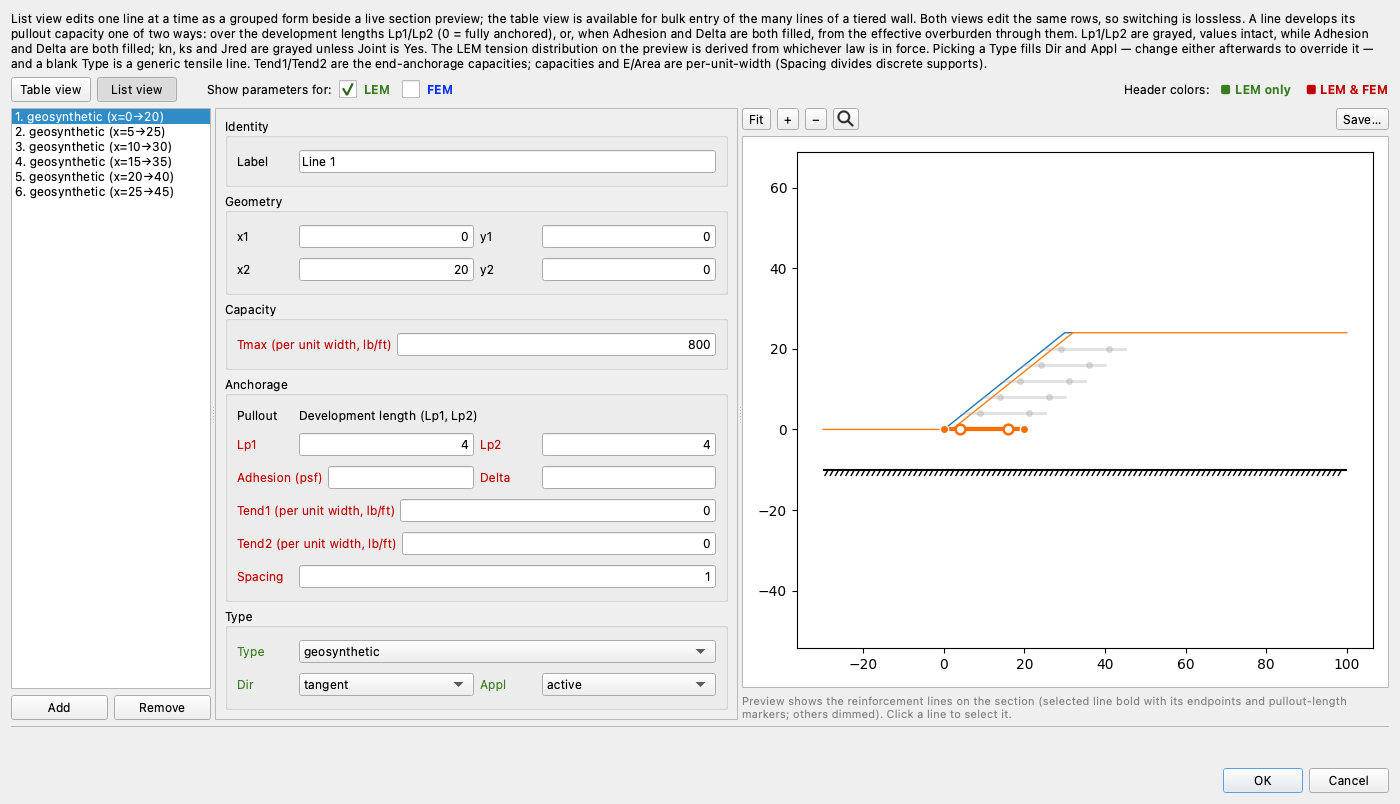 List view edits one line at a time as a grouped form beside a live section preview; the table view is available for bulk entry of the many lines of a tiered wall. Both views edit the same rows, so switching is lossless. A line develops its
pullout capacity one of two ways: over the development lengths Lp1/Lp2 (0 = fully anchored), or, when Adhesion and Delta are both filled, from the effective overburden through them. Lp1/Lp2 are grayed, values intact, while Adhesion
and Delta are both filled; kn, ks and Jred are grayed unless Joint is Yes. The LEM tension distribution on the preview is derived from whichever law is in force. Picking a Type fills Dir and Appl — change either afterwards to override it —
and a blank Type is a generic tensile line. Tend1/Tend2 are the end-anchorage capacities; capacities and E/Area are per-unit-width (Spacing divides discrete supports).
Table view List view Show parameters for: LEM FEM Header colors: LEM only LEM & FEM
1. geosynthetic (x=0→20)
2. geosynthetic (x=5→25)
3. geosynthetic (x=10→30)
4. geosynthetic (x=15→35)
5. geosynthetic (x=20→40)
6. geosynthetic (x=25→45)
Add Remove
Identity
Label Line 1
Geometry
x1 0 y1 0
x2 20 y2 0
Capacity
Tmax (per unit width, lb/ft) 800
Anchorage
Pullout Development length (Lp1, Lp2)
Lp1 4 Lp2 4
Adhesion (psf) Delta
Tend1 (per unit width, lb/ft) 0
Tend2 (per unit width, lb/ft) 0
Spacing 1
Type
Type geosynthetic
Dir tangent Appl active
Fit + − Save...
60
40
20
0
−20
−40
−20 0 20 40 60 80 100
Preview shows the reinforcement lines on the section (selected line bold with its endpoints and pullout-length
markers; others dimmed). Click a line to select it.
OK Cancel